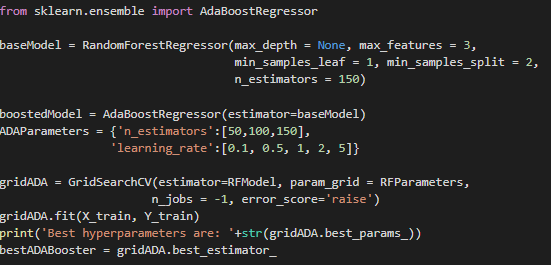 from sklearn.ensemble import AdaBoostRegressor
baseModel = RandomForestRegressor(max_depth = None, max_features = 3,
min_samples_leaf = 1, min_samples_split = 2,
n_estimators = 150)
boostedModel = AdaBoostRegressor(estimator=baseModel)
ADAParameters = {'n_estimators':[50,100,150],
'learning_rate':[0.1, 0.5, 1, 2, 5]}
gridADA = GridSearchCV(estimator=RFModel, param_grid = RFParameters,
n_jobs = -1, error_score='raise')
gridADA.fit(X_train, Y_train)
print('Best hyperparameters are: '+str(gridADA.best_params_))
bestADABooster = gridADA.best_estimator_